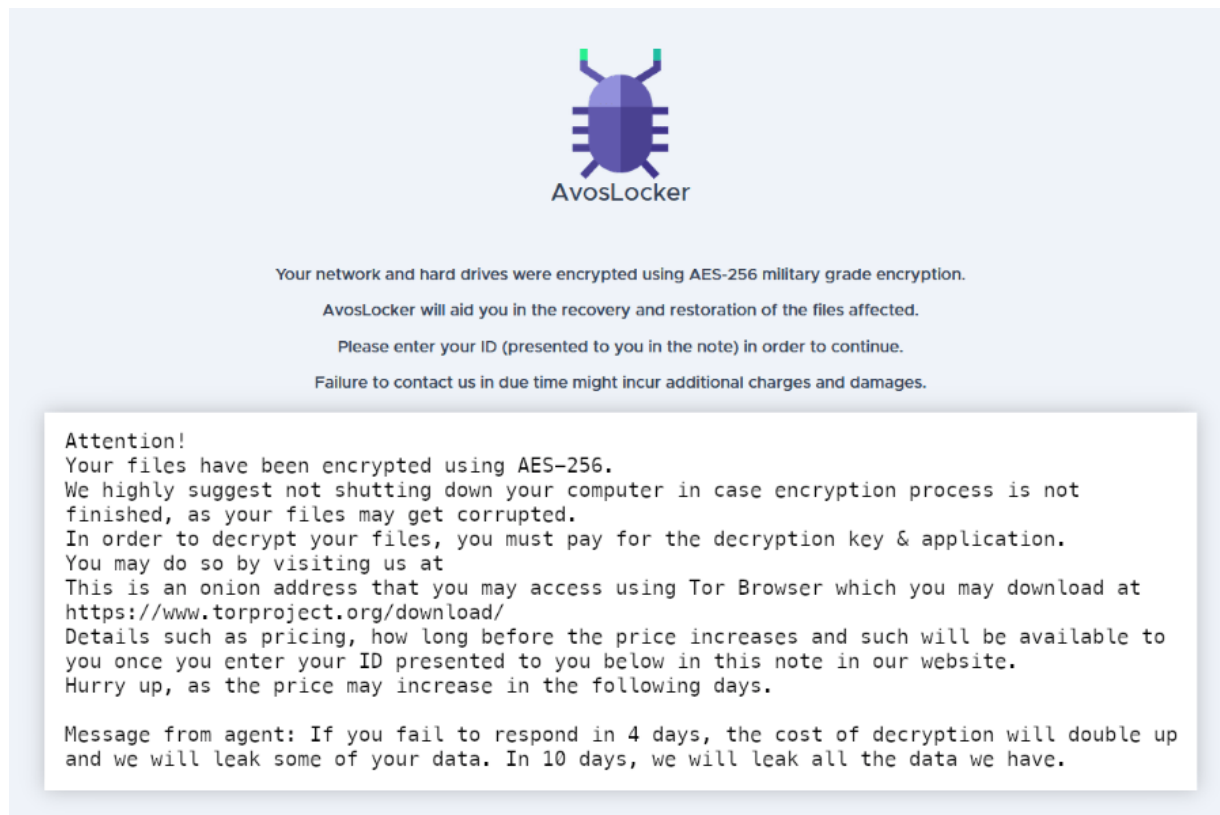 AvosLocker
Your network and hard drives were encrypted using AES-256 military grade encryption.
AvosLocker will aid you in the recovery and restoration of the files affected.
Please enter your ID (presented to you in the note) in order to continue.
Failure to contact us in due time might incur additional charges and damages.
Attention!
Your files have been encrypted using AES–256.
We highly suggest not shutting down your computer in case encryption process is not
finished, as your files may get corrupted.
In order to decrypt your files, you must pay for the decryption key & application.
You may do so by visiting us at
This is an onion address that you may access using Tor Browser which you may download at
https://www.torproject.org/download/
Details such as pricing, how long before the price increases and such will be available to
you once you enter your ID presented to you below in this note in our website.
Hurry up, as the price may increase in the following days.
Message from agent: If you fail to respond in 4 days, the cost of decryption will double up
and we will leak some of your data. In 10 days, we will leak all the data we have.